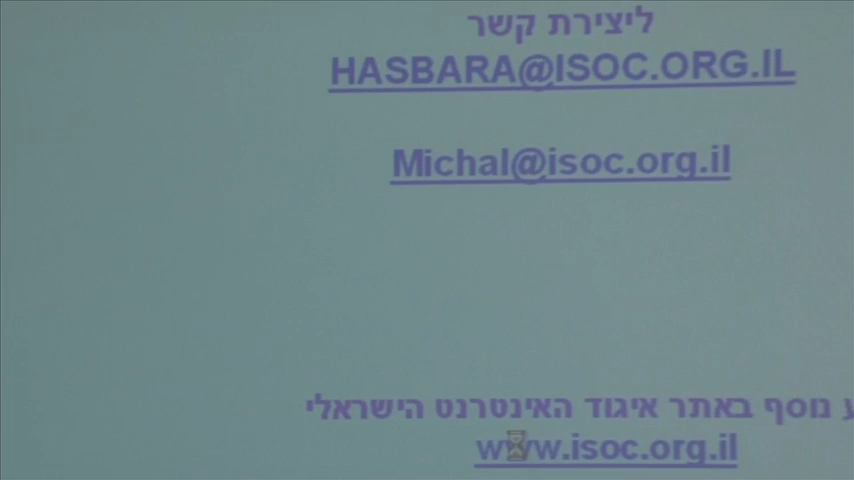 ליצירת קשר
HASBARA@ISOC.ORG.IL
Michal@isoc.org.il
נוסף באתר איגוד האינטרנט הישראלי
www.isoc.org.il